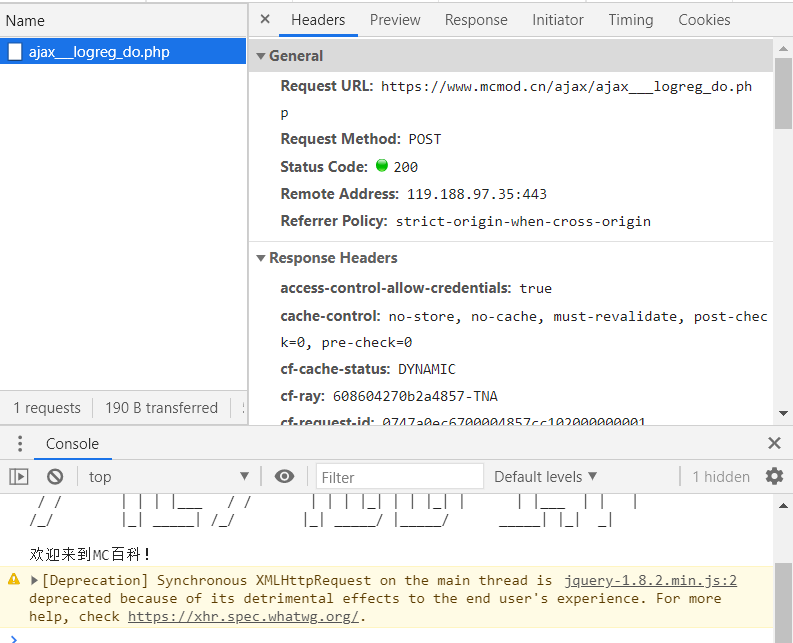 Name
ajax___logreg_do.php
1 requests
190 B transferred
Headers Preview Response Initiator Timing Cookies
General
Request URL: https://www.mcmod.cn/ajax/ajax___logreg_do.ph
p
Request Method: POST
Status Code: 200
Remote Address: 119.188.97.35:443
Referrer Policy: strict-origin-when-cross-origin
Response Headers
access-control-allow-credentials: true
cache-control: no-store, no-cache, must-revalidate, post-chec
k=0, pre-check=0
cf-cache-status: DYNAMIC
cf-ray: 608604270b2a4857-TNA
cf-request-id: 0747a0ec6700004857cc102000000001
Console
top Filter Default levels ▼ 1 hidden
欢迎来到MC百科!
[Deprecation] Synchronous XMLHttpRequest on the main thread is jquery-1.8.2.min.js:2
deprecated because of its detrimental effects to the end user's experience. For more
help, check https://xhr.spec.whatwg.org/.